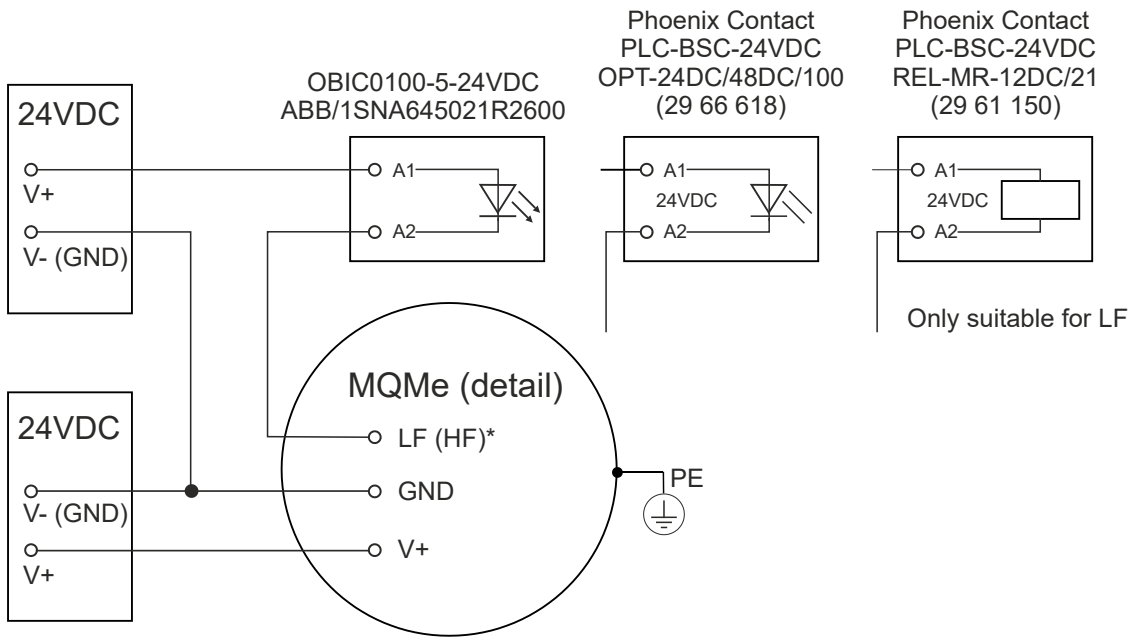 Phoenix Contact
PLC-BSC-24VDC
OPT-24DC/48DC/100
(29 66 618)
Phoenix Contact
PLC-BSC-24VDC
REL-MR-12DC/21
(29 61 150)
OBIC0100-5-24VDC
ABB/1SNA645021R2600
24VDC
V+
V- (GND)
A1
A2
A1
24VDC
A2
A1
24VDC
A2
Only suitable for LF
MQMe (detail)
LF (HF)*
GND
V+
24VDC
V- (GND)
V+
PE